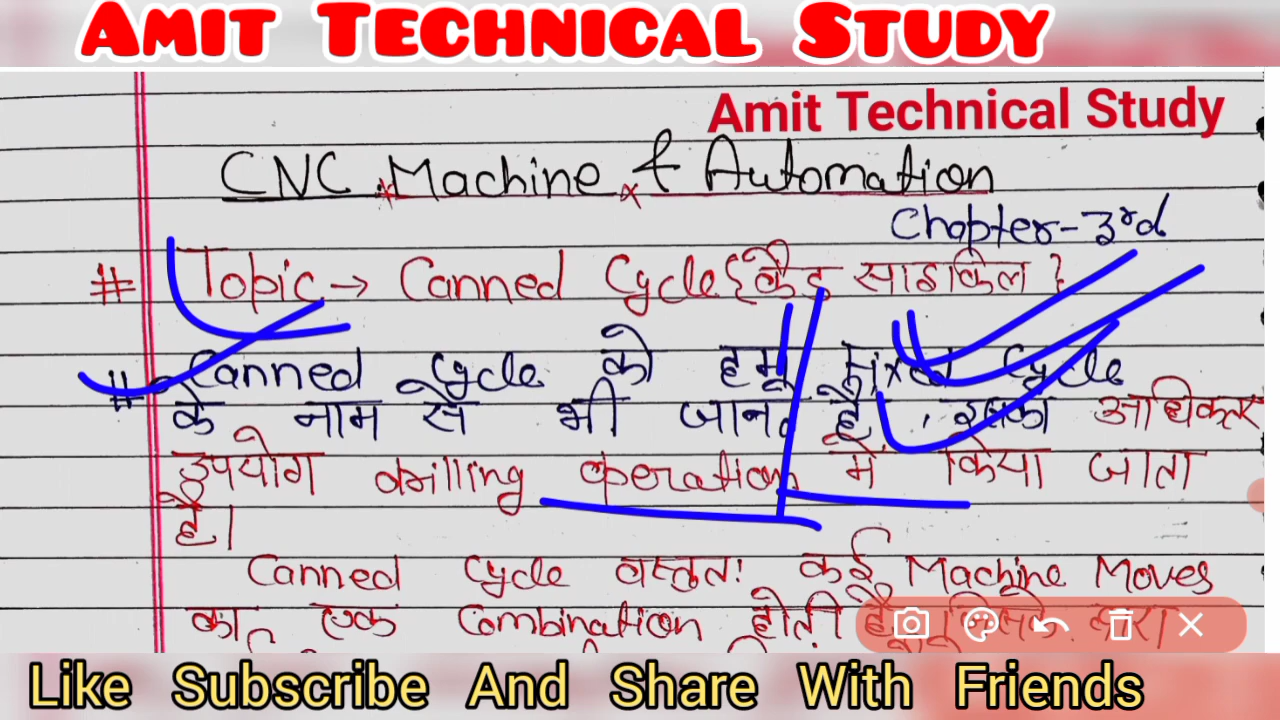 AMIT TECHNICAL STUDY
Amit Technical Study
CNC Machine & Automation
Chapter-3rd
# Topic → Canned Cycle {कैंड साइकिल}
# Canned Cycle को हम Fixed Cycle
के नाम से भी जानते हैं, इसका अधिकतर
उपयोग drilling operation में किया जाता
है।
Canned Cycle वस्तुतः कई Machine Moves
का एक Combination होती है
Like Subscribe And Share With Friends